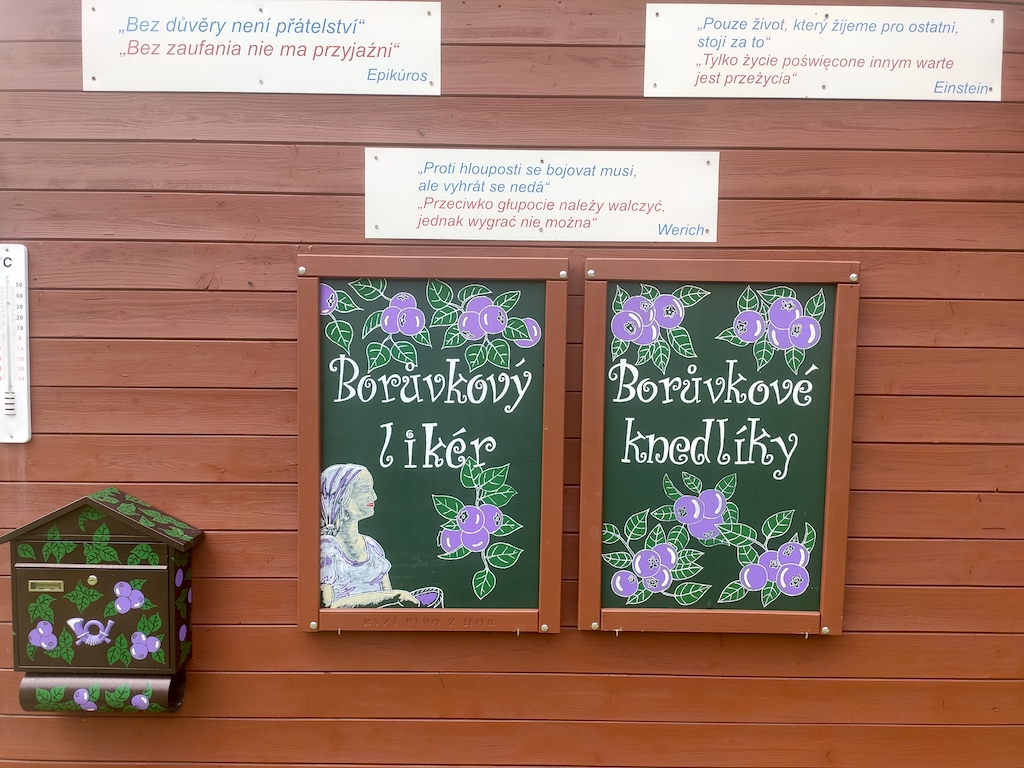 „Bez důvěry není přátelství“
„Bez zaufania nie ma przyjaźni“
Epikúros
„Pouze život, který žijeme pro ostatní,
stojí za to“
„Tylko życie poświęcone innym warte
jest przeżycia“
Einstein
„Proti hlouposti se bojovat musí,
ale vyhrát se nedá“
„Przeciwko głupocie należy walczyć,
jednak wygrać nie można“
Werich
°C
Borůvkový
likér
Borůvkové
knedlíky